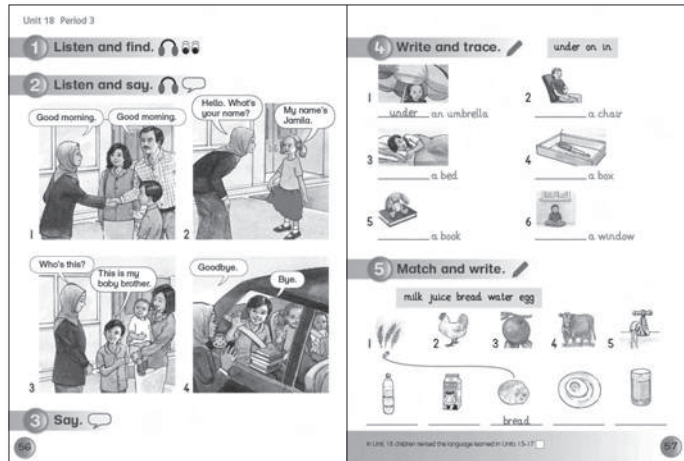 Unit 18 Period 3
1 Listen and find.
2 Listen and say.
Good morning.
Good morning.
1
Hello. What's
your name?
My name's
Jamila.
2
Who's this?
This is my
baby brother.
3
Goodbye.
Bye.
4
3 Say.
56
4 Write and trace.
under on in
1
under an umbrella
2
a chair
3
a bed
4
a box
5
a book
6
a window
5 Match and write.
milk juice bread water egg
1 2 3 4 5
bread
In Unit 18 children revised the language learned in Units 15-17
57